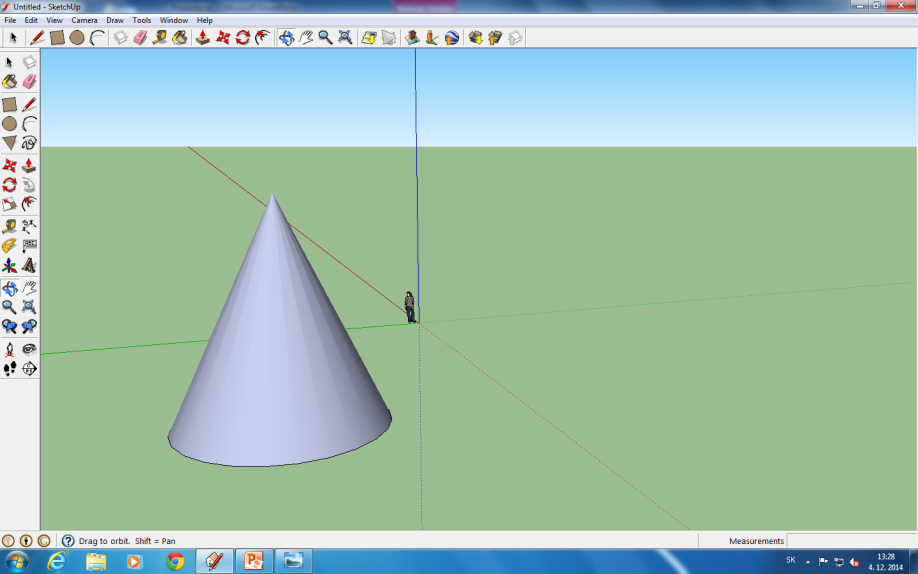 Untitled - SketchUp
File Edit View Camera Draw Tools Window Help
Drag to orbit. Shift = Pan
Measurements
SK
13:28
4. 12. 2014